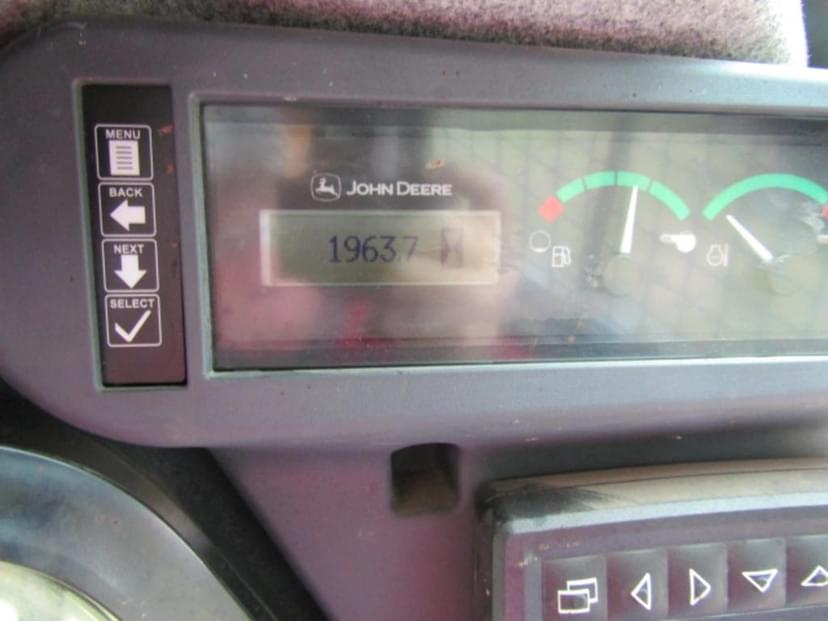 MENU
BACK
NEXT
SELECT
JOHN DEERE
1963.7